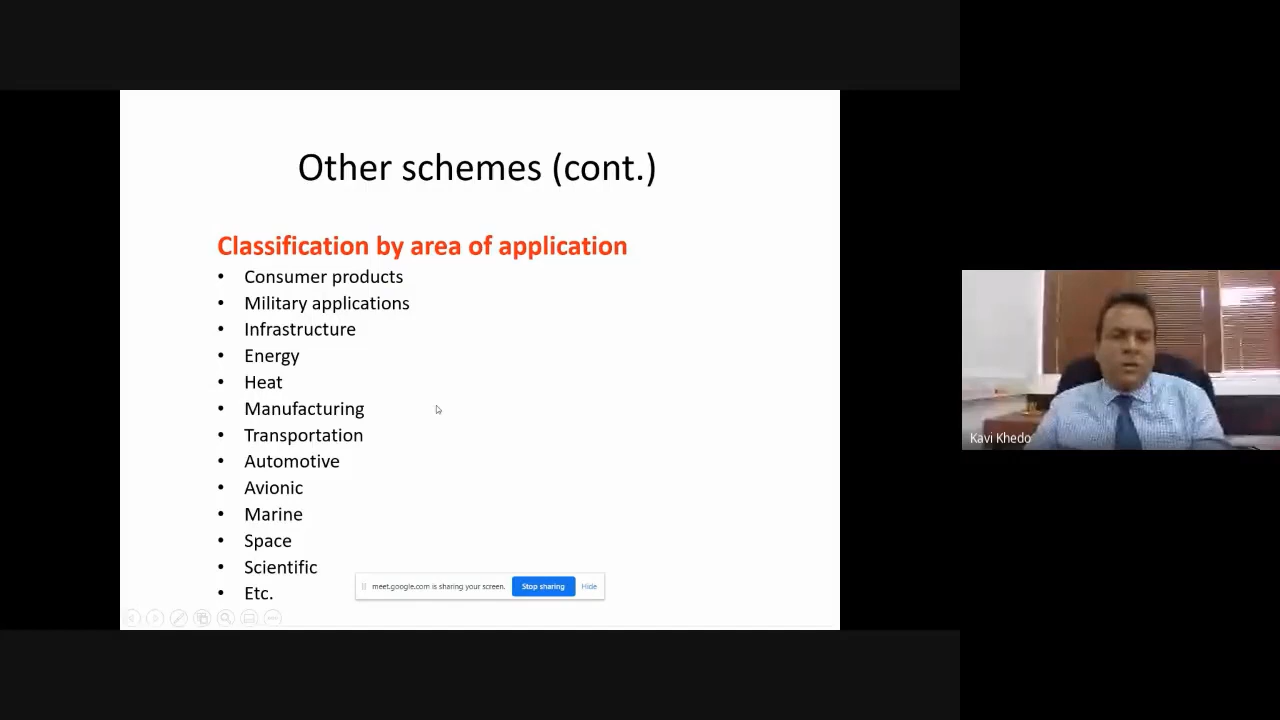 Other schemes (cont.)
Classification by area of application
• Consumer products
• Military applications
• Infrastructure
• Energy
• Heat
• Manufacturing
• Transportation
• Automotive
• Avionic
• Marine
• Space
• Scientific
• Etc.
meet.google.com is sharing your screen. Stop sharing Hide
Kavi Khedo